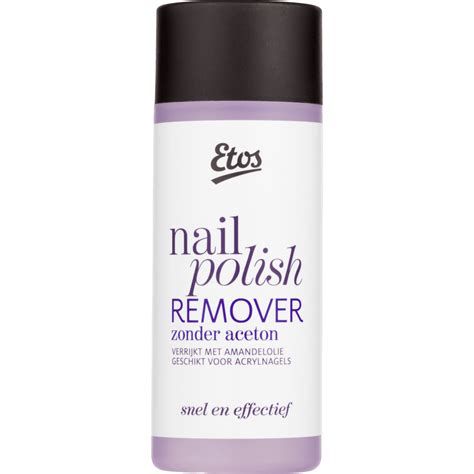 Etos
nail
polish
REMOVER
zonder aceton
VERRIJKT MET AMANDELOLIE
GESCHIKT VOOR ACRYLNAGELS
snel en effectief